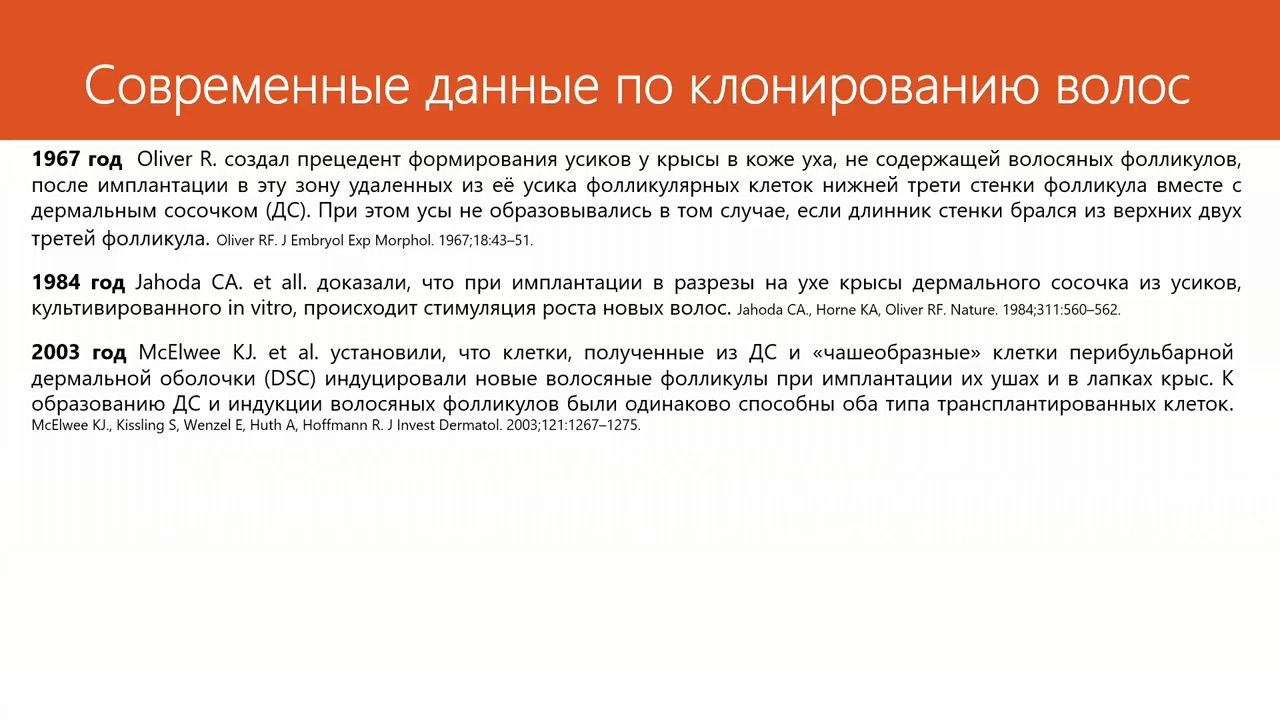 Современные данные по клонированию волос
1967 год Oliver R. создал прецедент формирования усиков у крысы в коже уха, не содержащей волосяных фолликулов,
после имплантации в эту зону удаленных из её усика фолликулярных клеток нижней трети стенки фолликула вместе с
дермальным сосочком (ДС). При этом усы не образовывались в том случае, если длинник стенки брался из верхних двух
третей фолликула. Oliver RF. J Embryol Exp Morphol. 1967;18:43–51.
1984 год Jahoda CA. et all. доказали, что при имплантации в разрезы на ухе крысы дермального сосочка из усиков,
культивированного in vitro, происходит стимуляция роста новых волос. Jahoda CA., Horne KA, Oliver RF. Nature. 1984;311:560–562.
2003 год McElwee KJ. et al. установили, что клетки, полученные из ДС и «чашеобразные» клетки перибульбарной
дермальной оболочки (DSC) индуцировали новые волосяные фолликулы при имплантации их ушах и в лапках крыс. К
образованию ДС и индукции волосяных фолликулов были одинаково способны оба типа трансплантированных клеток.
McElwee KJ., Kissling S, Wenzel E, Huth A, Hoffmann R. J Invest Dermatol. 2003;121:1267–1275.